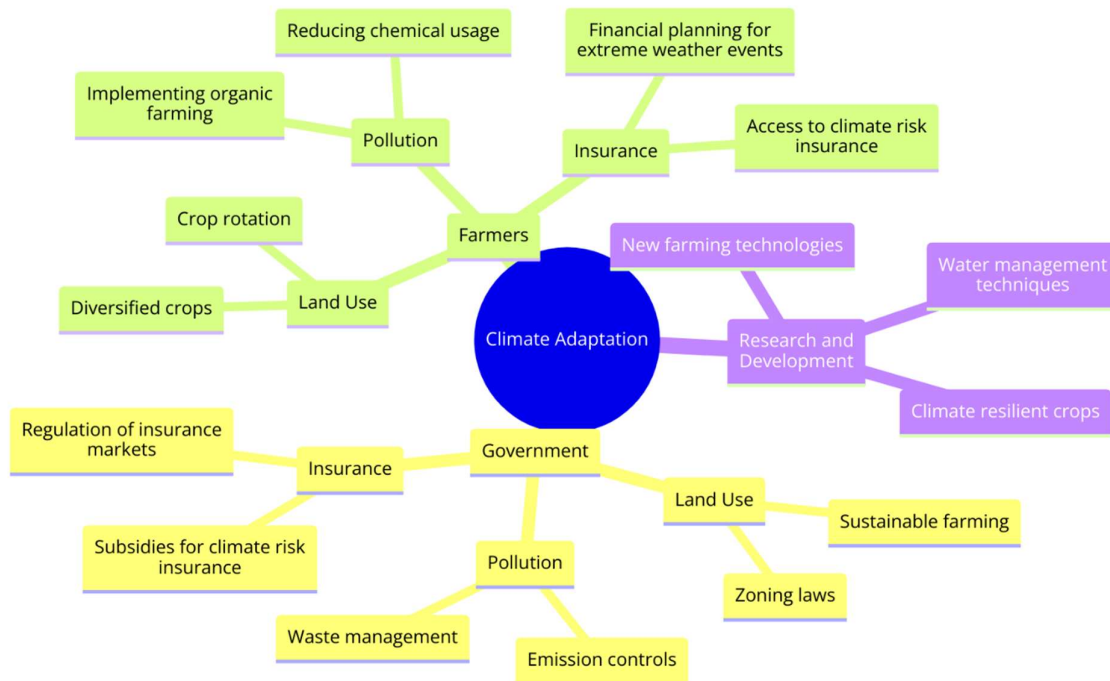 Reducing chemical usage
Financial planning for
extreme weather events
Implementing organic
farming
Pollution
Insurance
Access to climate risk
insurance
Crop rotation
Farmers
New farming technologies
Water management
techniques
Diversified crops
Land Use
Climate Adaptation
Research and
Development
Climate resilient crops
Regulation of insurance
markets
Insurance
Government
Land Use
Sustainable farming
Subsidies for climate risk
insurance
Pollution
Zoning laws
Waste management
Emission controls